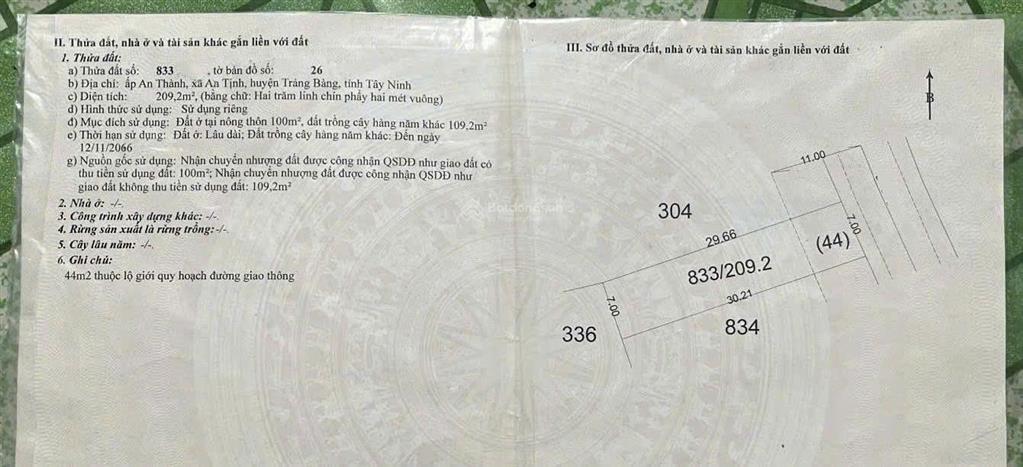 II. Thửa đất, nhà ở và tài sản khác gắn liền với đất
1. Thửa đất:
a) Thửa đất số: 833 , tờ bản đồ số: 26
b) Địa chỉ: ấp An Thành, xã An Tịnh, huyện Trảng Bàng, tỉnh Tây Ninh
c) Diện tích: 209,2m², (bằng chữ: Hai trăm linh chín phẩy hai mét vuông)
d) Hình thức sử dụng: Sử dụng riêng
đ) Mục đích sử dụng: Đất ở tại nông thôn 100m², đất trồng cây hàng năm khác 109,2m²
e) Thời hạn sử dụng: Đất ở: Lâu dài; Đất trồng cây hàng năm khác: Đến ngày
12/11/2066
g) Nguồn gốc sử dụng: Nhận chuyển nhượng đất được công nhận QSDĐ như giao đất có
thu tiền sử dụng đất: 100m²; Nhận chuyển nhượng đất được công nhận QSDĐ như
giao đất không thu tiền sử dụng đất: 109,2m²
2. Nhà ở: -/-.
3. Công trình xây dựng khác: -/-.
4. Rừng sản xuất là rừng trồng: -/-.
5. Cây lâu năm: -/-.
6. Ghi chú:
44m2 thuộc lộ giới quy hoạch đường giao thông
III. Sơ đồ thửa đất, nhà ở và tài sản khác gắn liền với đất
B
11.00
304
29.66
7.00
(44)
833/209.2
7.00
30.21
336
834